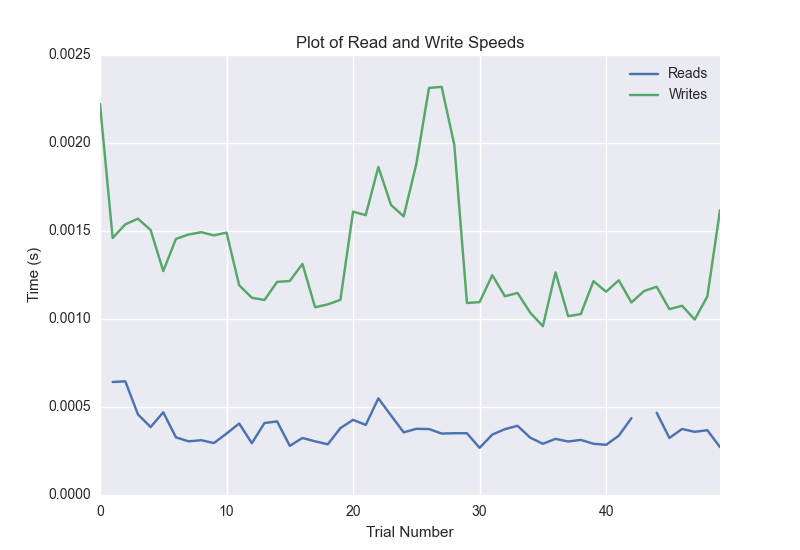 Plot of Read and Write Speeds
0.0025
0.0020
0.0015
0.0010
0.0005
0.0000
Time (s)
Reads
Writes
0 10 20 30 40
Trial Number